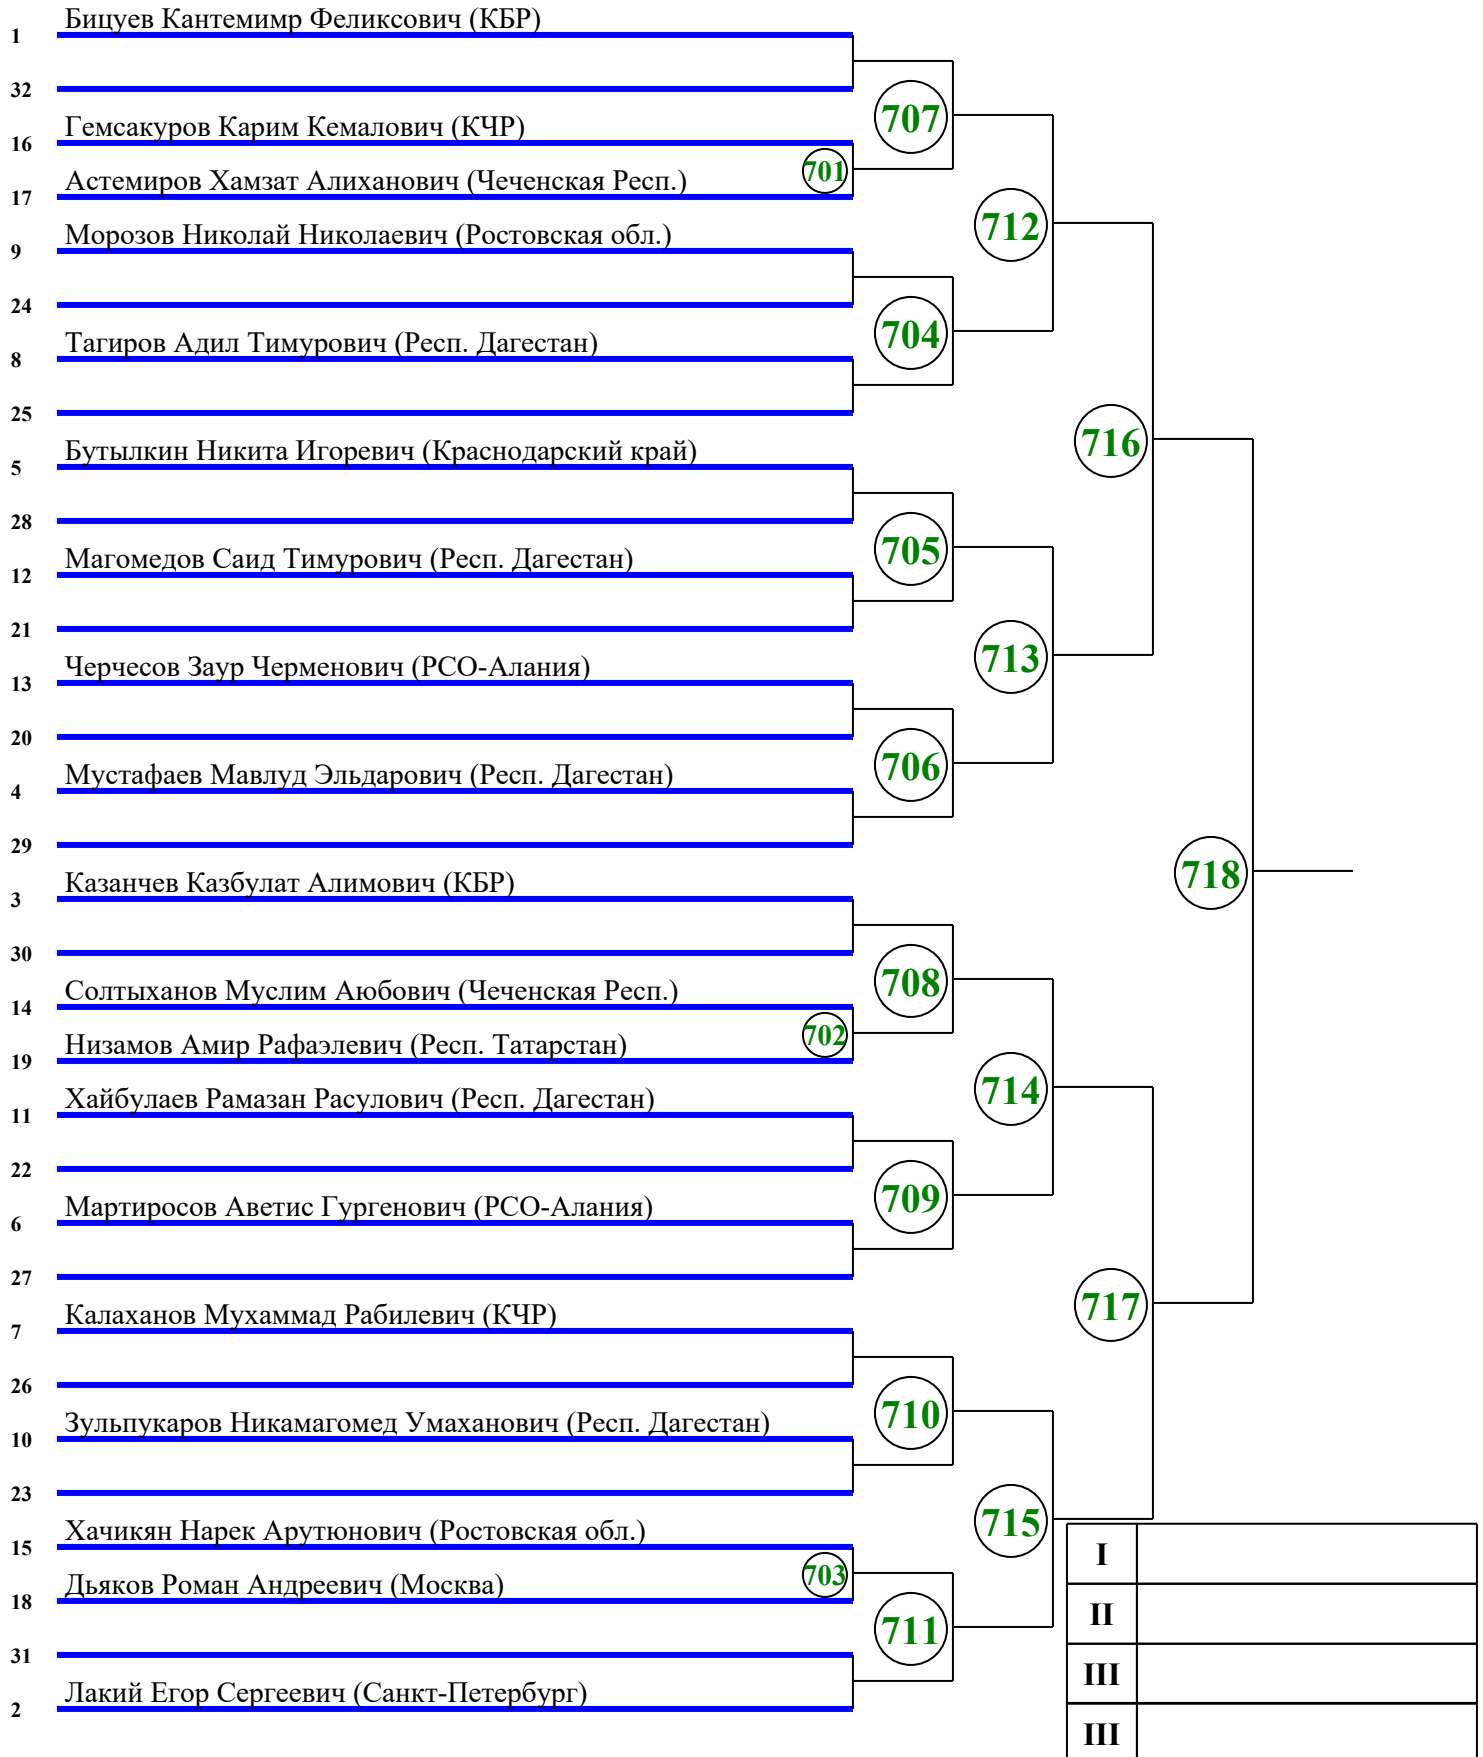 Бицуев Кантемимр Феликсович (КБР)
1
32
707
Гемсакуров Карим Кемалович (КЧР)
16
701
Астемиров Хамзат Алиханович (Чеченская Респ.)
17
712
Морозов Николай Николаевич (Ростовская обл.)
9
24
704
Тагиров Адил Тимурович (Респ. Дагестан)
8
25
716
Бутылкин Никита Игоревич (Краснодарский край)
5
28
705
Магомедов Саид Тимурович (Респ. Дагестан)
12
21
713
Черчесов Заур Черменович (РСО-Алания)
13
20
706
Мустафаев Мавлуд Эльдарович (Респ. Дагестан)
4
29
718
Казанчев Казбулат Алимович (КБР)
3
30
708
Солтыханов Муслим Аюбович (Чеченская Респ.)
14
702
Низамов Амир Рафаэлевич (Респ. Татарстан)
19
714
Хайбулаев Рамазан Расулович (Респ. Дагестан)
11
22
709
Мартиросов Аветис Гургенович (РСО-Алания)
6
27
717
Калаханов Мухаммад Рабилевич (КЧР)
7
26
710
Зульпукаров Никамагомед Умаханович (Респ. Дагестан)
10
23
715
Хачикян Нарек Арутюнович (Ростовская обл.)
15
703
Дьяков Роман Андреевич (Москва)
18
711
31
Лакий Егор Сергеевич (Санкт-Петербург)
2
I
II
III
III